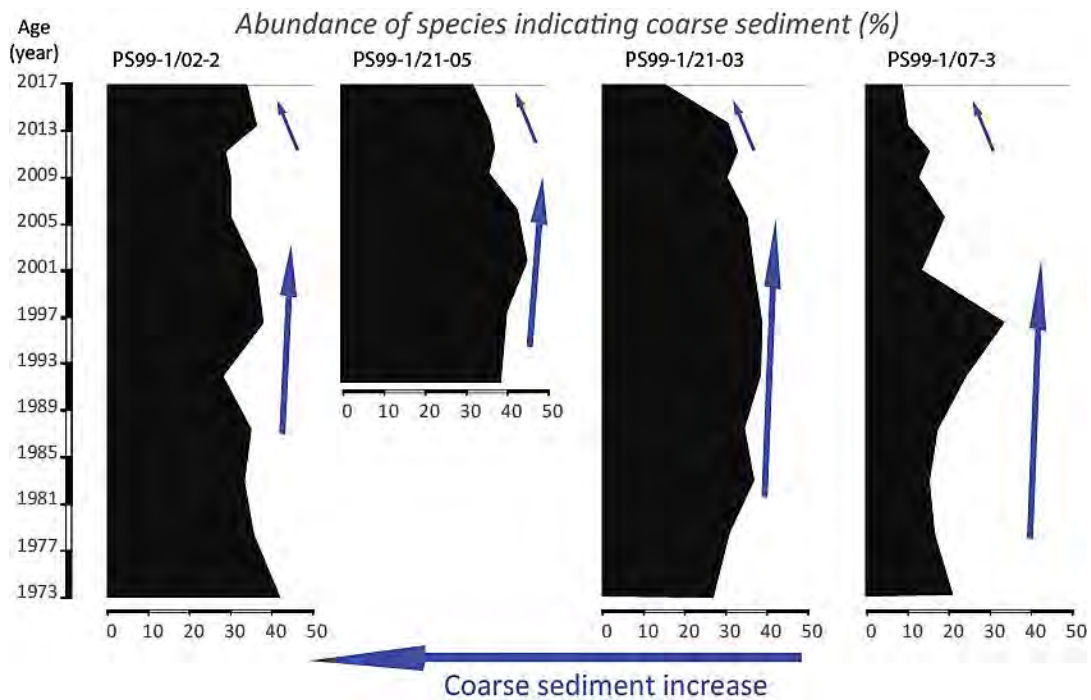 Abundance of species indicating coarse sediment (%)
Age
(year)
PS99-1/02-2
PS99-1/21-05
PS99-1/21-03
PS99-1/07-3
2017
2013
2009
2005
2001
1997
1993
1989
1985
1981
1977
1973
0 10 20 30 40 50
0 10 20 30 40 50
0 10 20 30 40 50
0 10 20 30 40 50
Coarse sediment increase